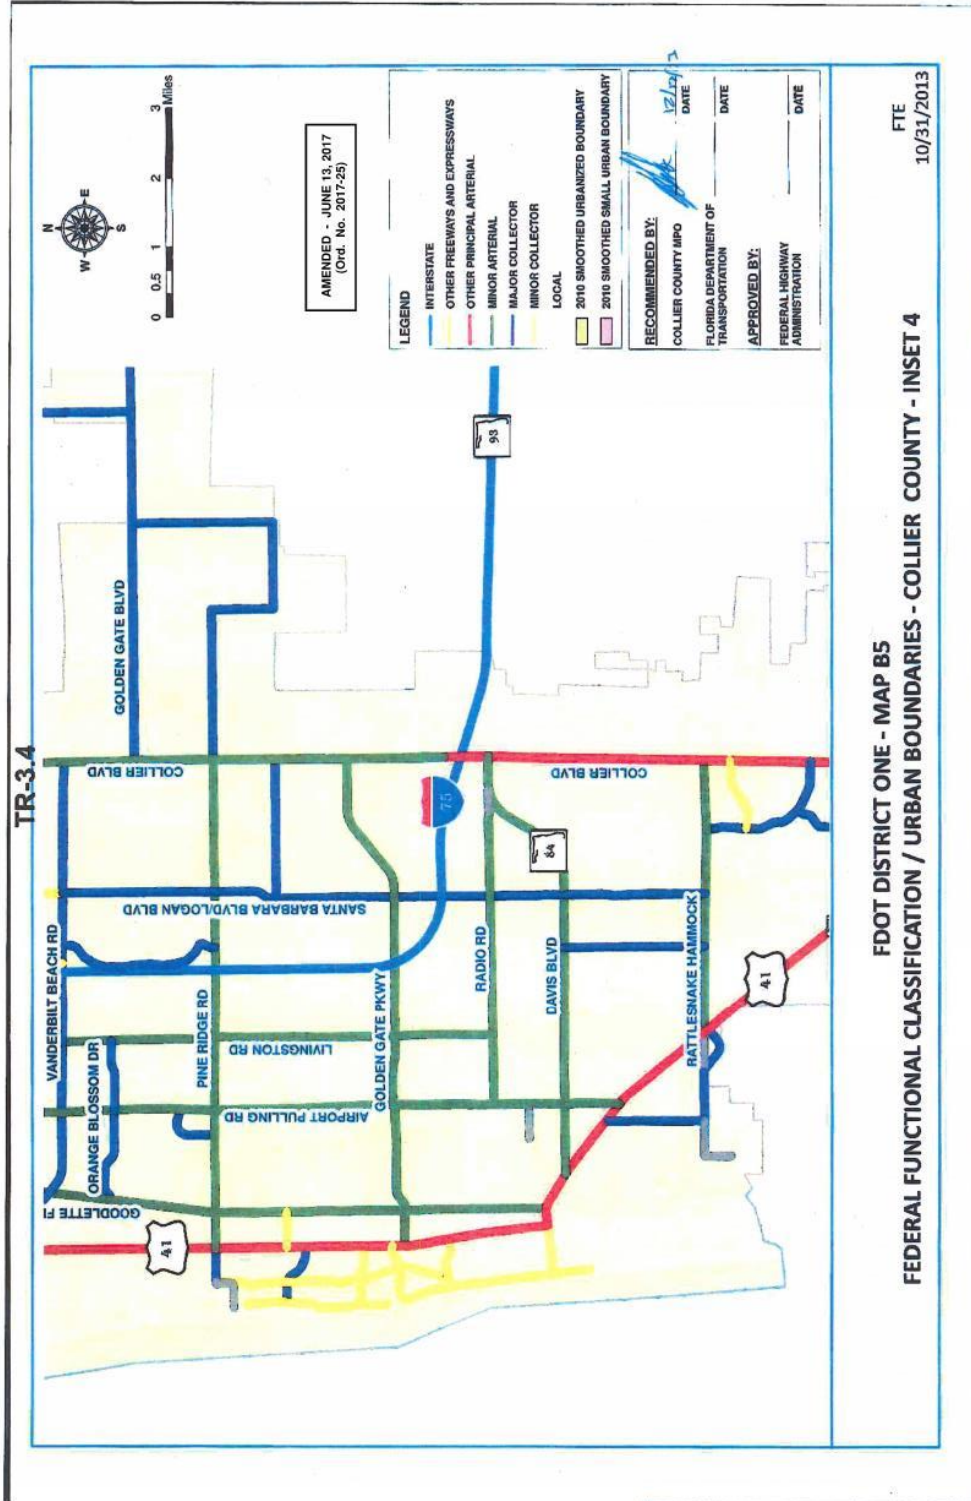 TR-3.4
N
W
E
S
0 0.5 1 2 3 Miles
AMENDED - JUNE 13, 2017
(Ord. No. 2017-25)
LEGEND
INTERSTATE
OTHER FREEWAYS AND EXPRESSWAYS
OTHER PRINCIPAL ARTERIAL
MINOR ARTERIAL
MAJOR COLLECTOR
MINOR COLLECTOR
LOCAL
2010 SMOOTHED URBANIZED BOUNDARY
2010 SMOOTHED SMALL URBAN BOUNDARY
RECOMMENDED BY:
COLLIER COUNTY MPO
DATE
FLORIDA DEPARTMENT OF
TRANSPORTATION
DATE
APPROVED BY:
FEDERAL HIGHWAY
ADMINISTRATION
DATE
GOLDEN GATE BLVD
93
COLLIER BLVD
COLLIER BLVD
75
84
SANTA BARBARA BLVD/LOGAN BLVD
VANDERBILT BEACH RD
PINE RIDGE RD
GOLDEN GATE PKWY
RADIO RD
DAVIS BLVD
RATTLESNAKE HAMMOCK
41
LIVINGSTON RD
ORANGE BLOSSOM DR
AIRPORT PULLING RD
GOODLETTE
41
FDOT DISTRICT ONE - MAP B5
FEDERAL FUNCTIONAL CLASSIFICATION / URBAN BOUNDARIES - COLLIER COUNTY - INSET 4
FTE
10/31/2013